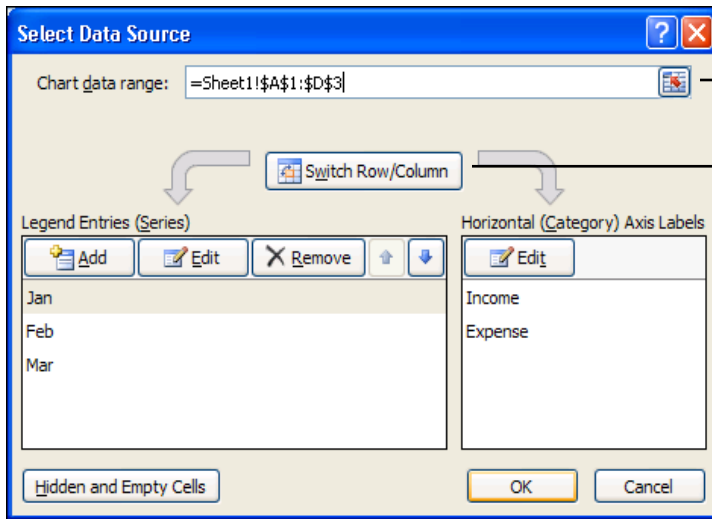 Select Data Source
Chart data range: =Sheet1!$A$1:$D$3
Switch Row/Column
Legend Entries (Series)
Add Edit Remove
Jan
Feb
Mar
Horizontal (Category) Axis Labels
Edit
Income
Expense
Hidden and Empty Cells
OK Cancel